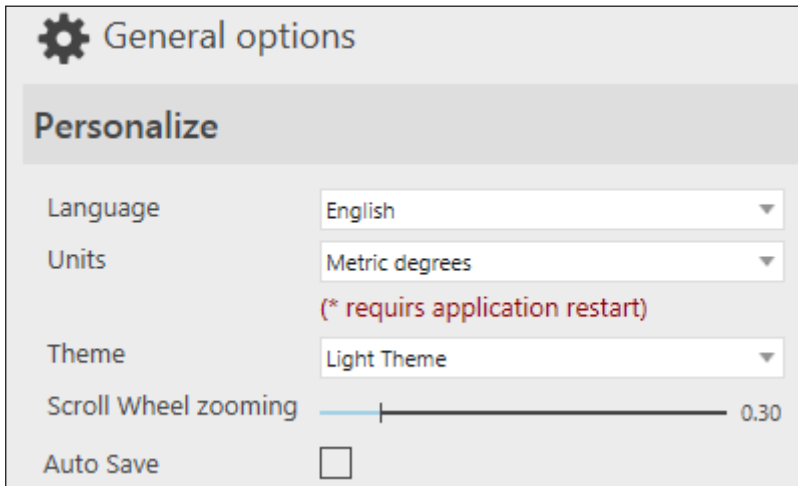 General options
Personalize
Language English
Units Metric degrees
(* requirs application restart)
Theme Light Theme
Scroll Wheel zooming 0.30
Auto Save